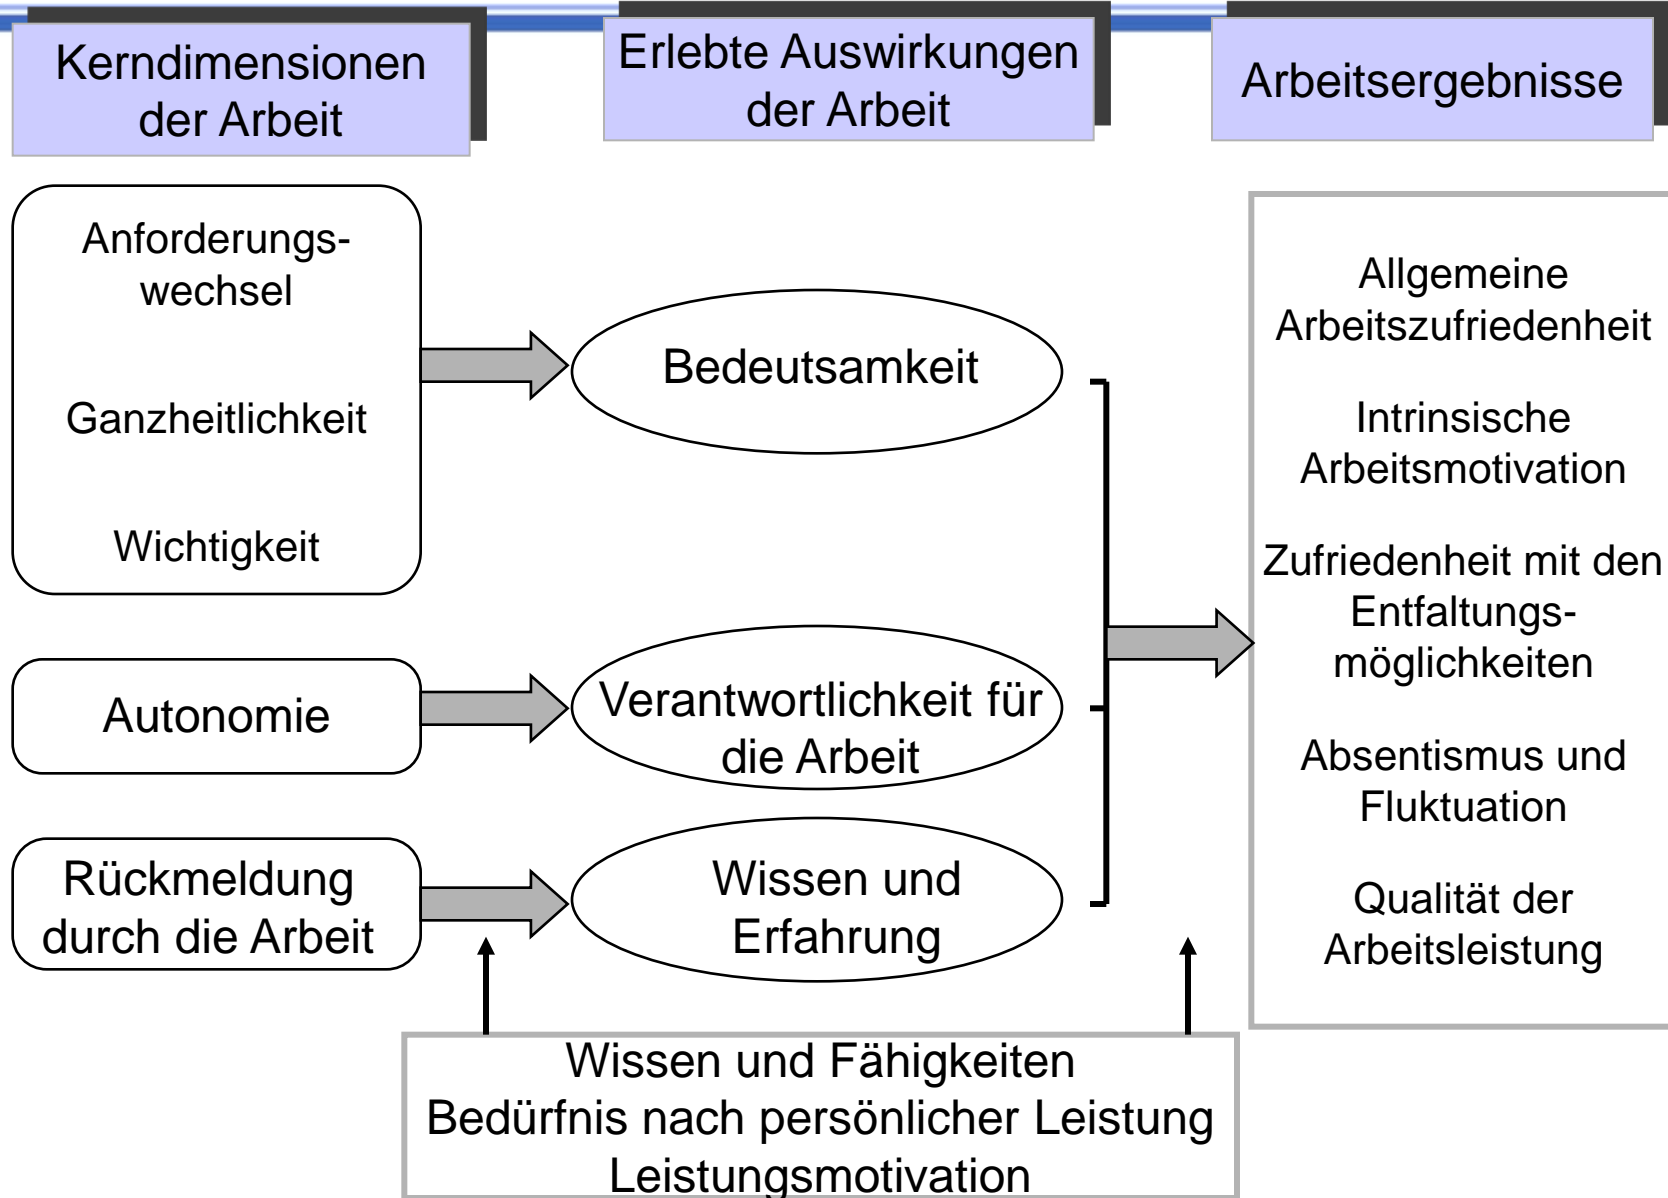 Kerndimensionen
der Arbeit
Erlebte Auswirkungen
der Arbeit
Arbeitsergebnisse
Anforderungs-
wechsel
Ganzheitlichkeit
Wichtigkeit
Bedeutsamkeit
Autonomie
Verantwortlichkeit für
die Arbeit
Rückmeldung
durch die Arbeit
Wissen und
Erfahrung
Allgemeine
Arbeitszufriedenheit
Intrinsische
Arbeitsmotivation
Zufriedenheit mit den
Entfaltungs-
möglichkeiten
Absentismus und
Fluktuation
Qualität der
Arbeitsleistung
Wissen und Fähigkeiten
Bedürfnis nach persönlicher Leistung
Leistungsmotivation